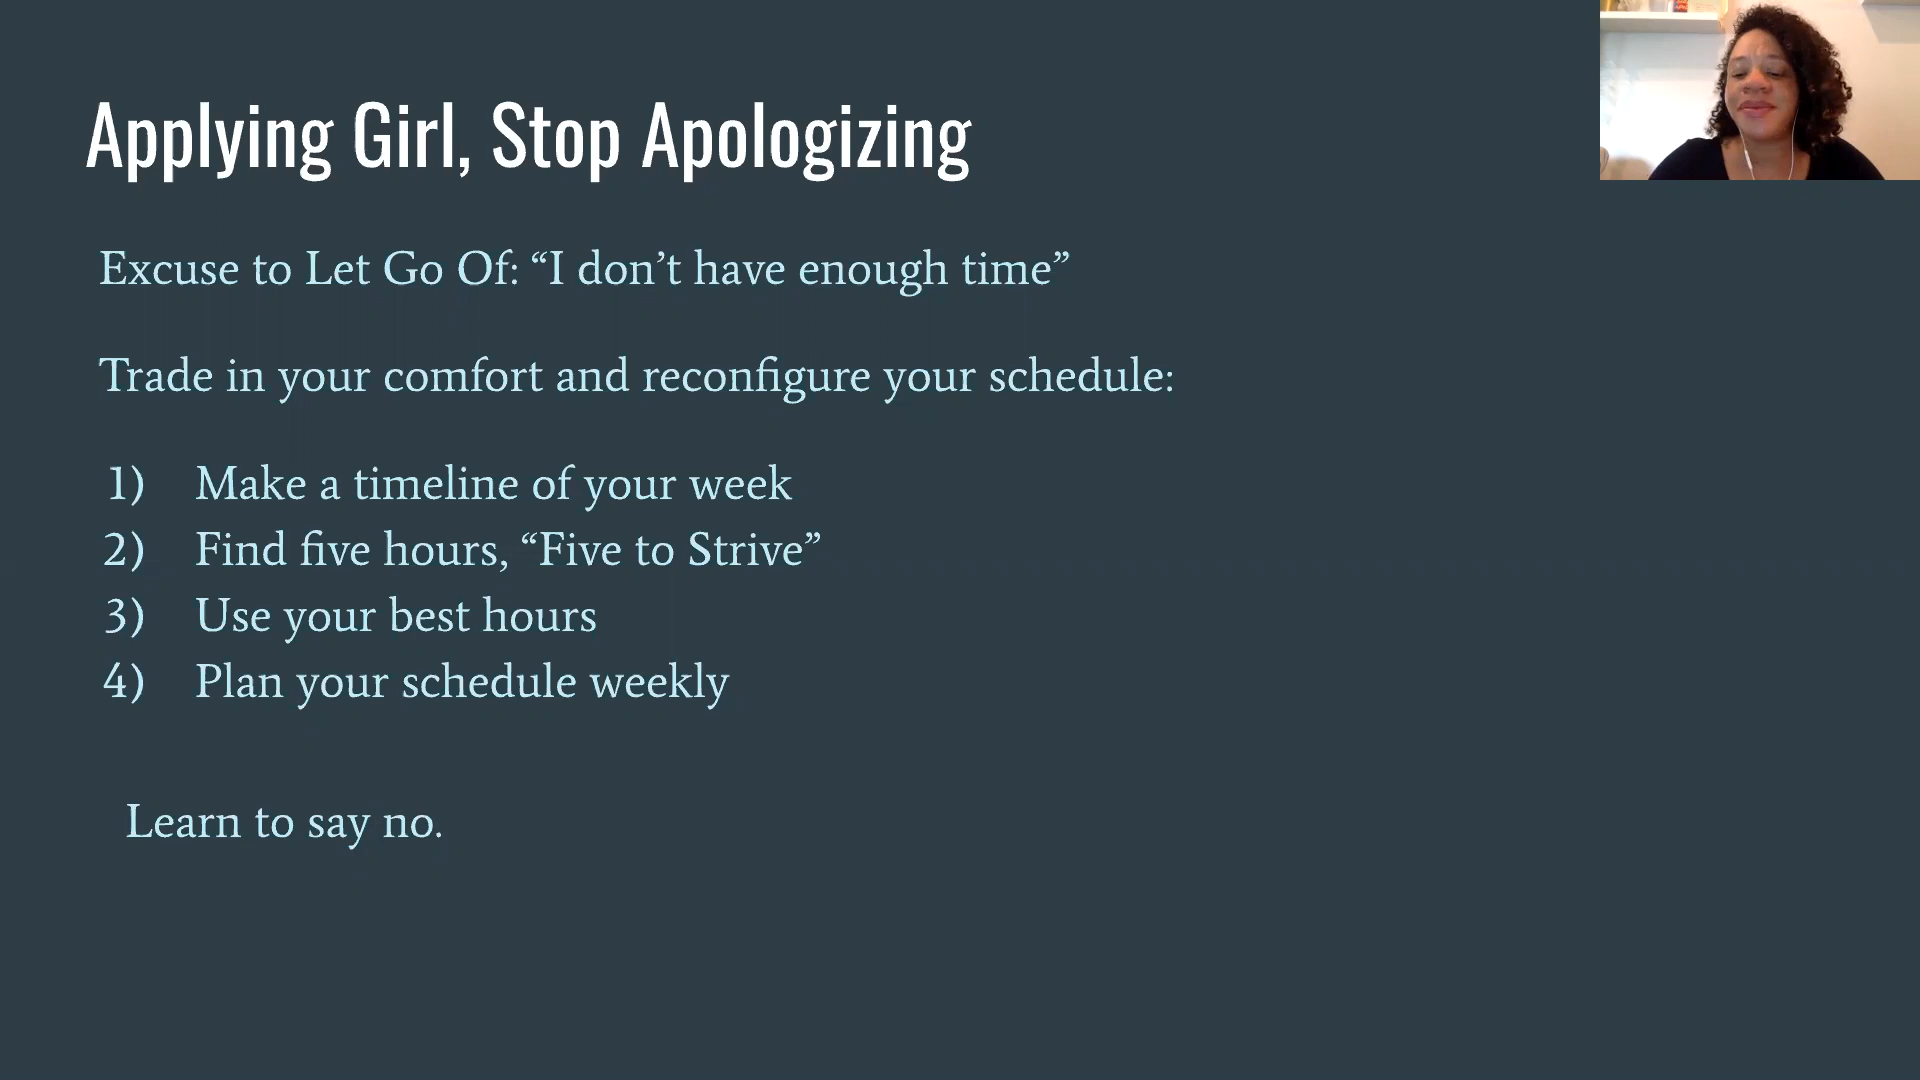 Applying Girl, Stop Apologizing
Excuse to Let Go Of: “I don’t have enough time”
Trade in your comfort and reconfigure your schedule:
1) Make a timeline of your week
2) Find five hours, “Five to Strive”
3) Use your best hours
4) Plan your schedule weekly
Learn to say no.